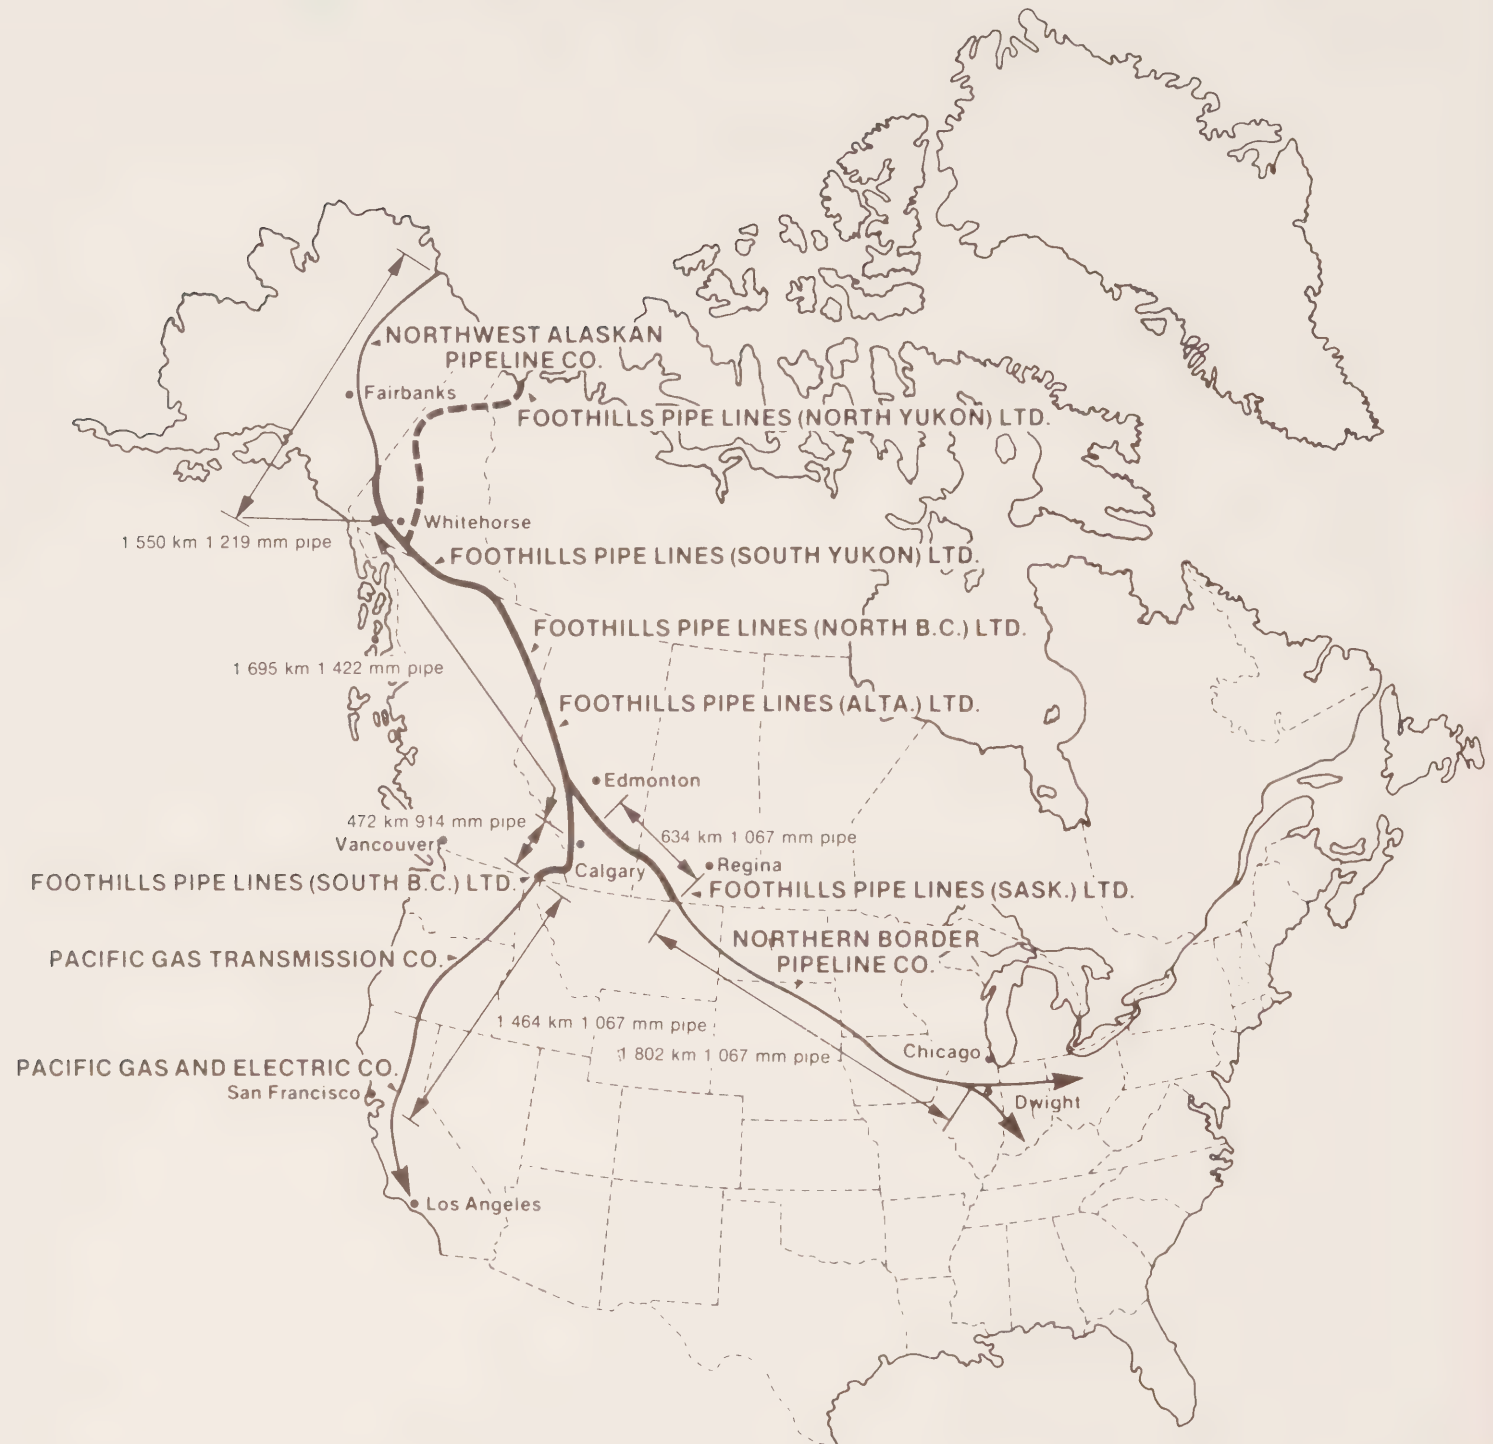 NORTHWEST ALASKAN
PIPELINE CO.
Fairbanks
FOOTHILLS PIPE LINES (NORTH YUKON) LTD.
Whitehorse
1 550 km 1 219 mm pipe
FOOTHILLS PIPE LINES (SOUTH YUKON) LTD.
FOOTHILLS PIPE LINES (NORTH B.C.) LTD.
1 695 km 1 422 mm pipe
FOOTHILLS PIPE LINES (ALTA.) LTD.
Edmonton
472 km 914 mm pipe
634 km 1 067 mm pipe
Vancouver
Calgary
Regina
FOOTHILLS PIPE LINES (SOUTH B.C.) LTD.
FOOTHILLS PIPE LINES (SASK.) LTD.
NORTHERN BORDER
PIPELINE CO.
PACIFIC GAS TRANSMISSION CO.
1 464 km 1 067 mm pipe
1 802 km 1 067 mm pipe
Chicago
PACIFIC GAS AND ELECTRIC CO.
San Francisco
Dwight
Los Angeles